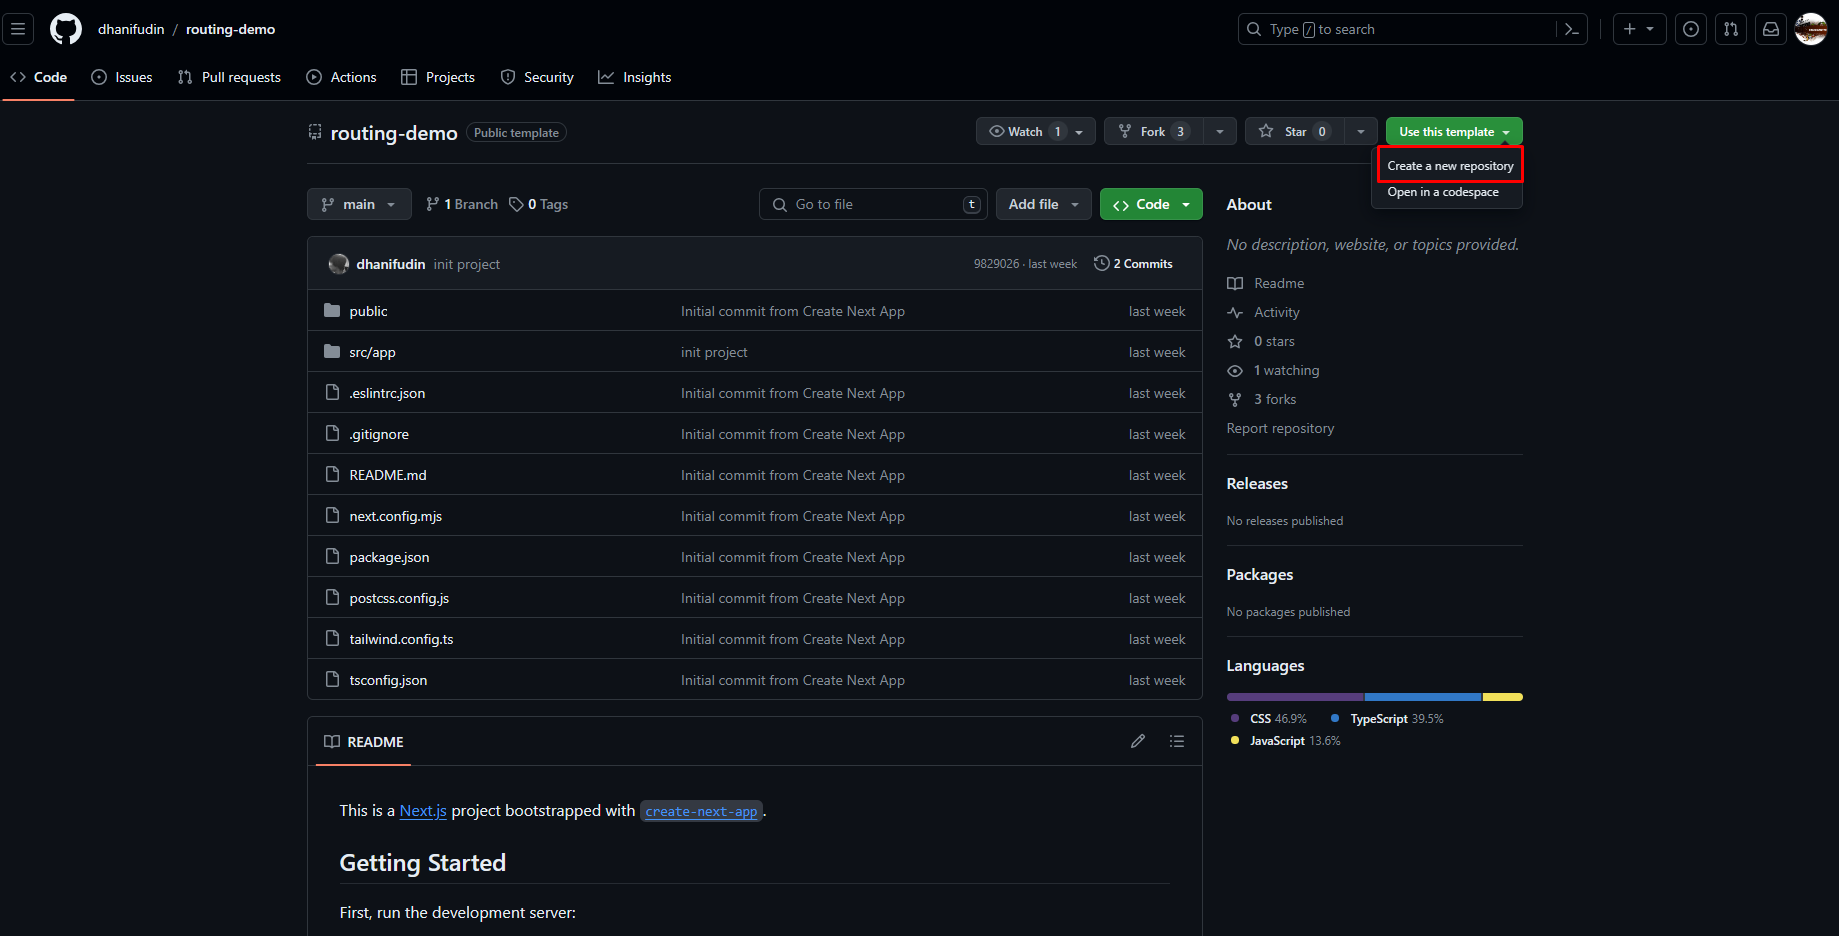 dhanifudin / routing-demo
Type / to search
Code Issues Pull requests Actions Projects Security Insights
routing-demo Public template
Watch 1 Fork 3 Star 0 Use this template
Create a new repository
Open in a codespace
main 1 Branch 0 Tags Go to file t Add file Code
dhanifudin init project 9829026 · last week 2 Commits
public Initial commit from Create Next App last week
src/app init project last week
.eslintrc.json Initial commit from Create Next App last week
.gitignore Initial commit from Create Next App last week
README.md Initial commit from Create Next App last week
next.config.mjs Initial commit from Create Next App last week
package.json Initial commit from Create Next App last week
postcss.config.js Initial commit from Create Next App last week
tailwind.config.ts Initial commit from Create Next App last week
tsconfig.json Initial commit from Create Next App last week
README
This is a Next.js project bootstrapped with create-next-app.
Getting Started
First, run the development server:
About
No description, website, or topics provided.
Readme
Activity
0 stars
1 watching
3 forks
Report repository
Releases
No releases published
Packages
No packages published
Languages
CSS 46.9% TypeScript 39.5%
JavaScript 13.6%